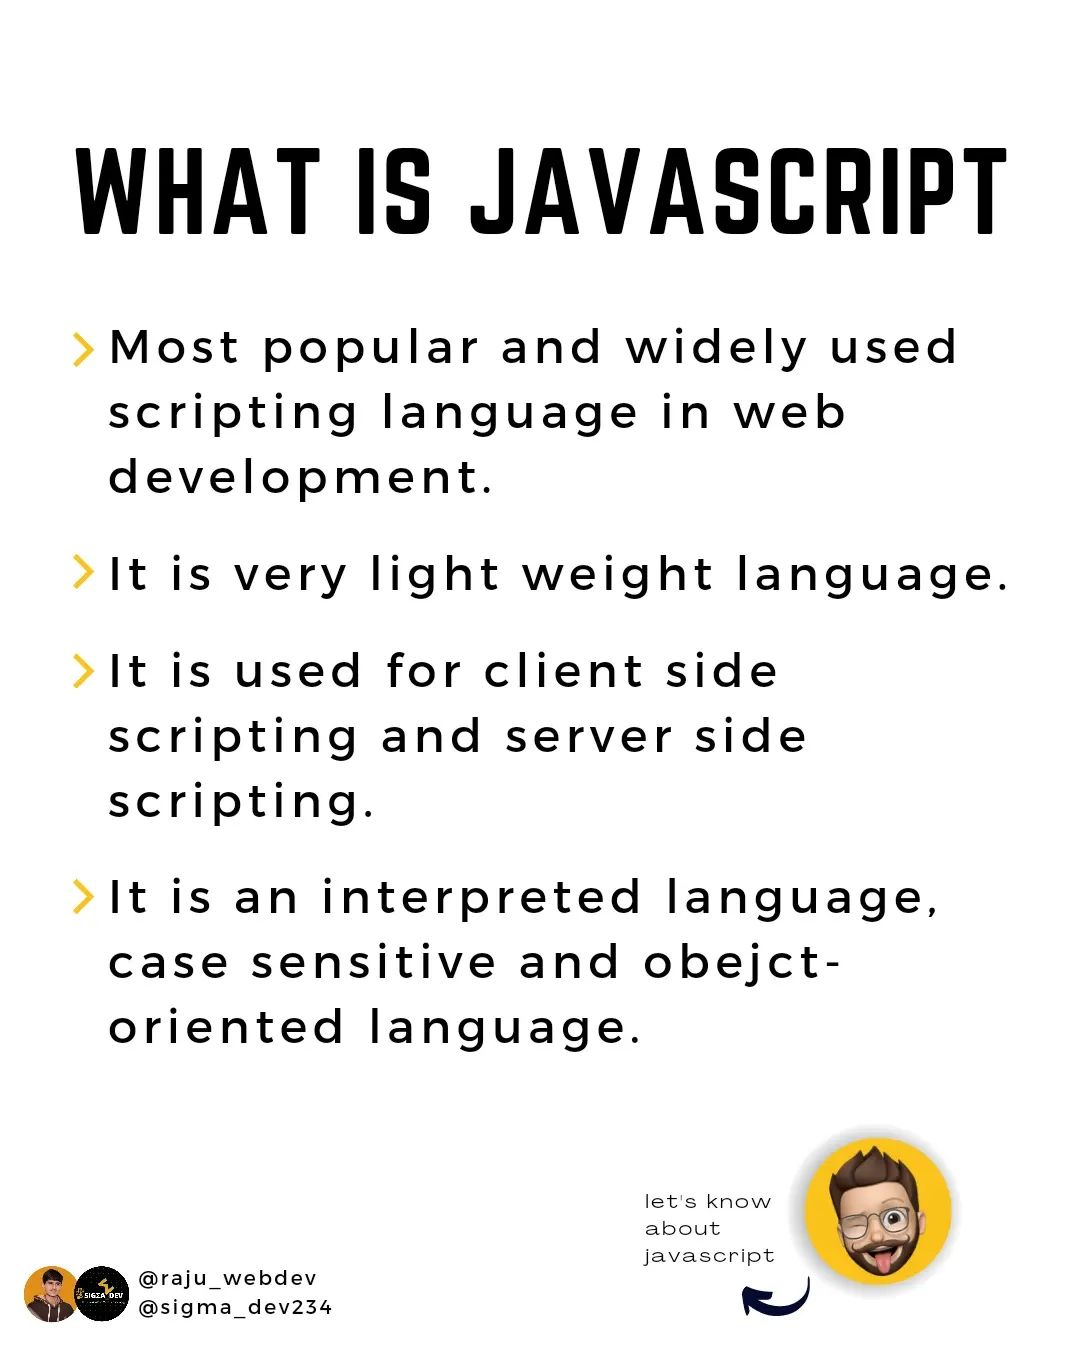 WHAT IS JAVASCRIPT
Most popular and widely used
scripting language in web
development.
It is very light weight language.
It is used for client side
scripting and server side
scripting.
It is an interpreted language,
case sensitive and obejct-
oriented language.
let's know
about
javascript
SIGZA DEV
@raju_webdev
@sigma_dev234